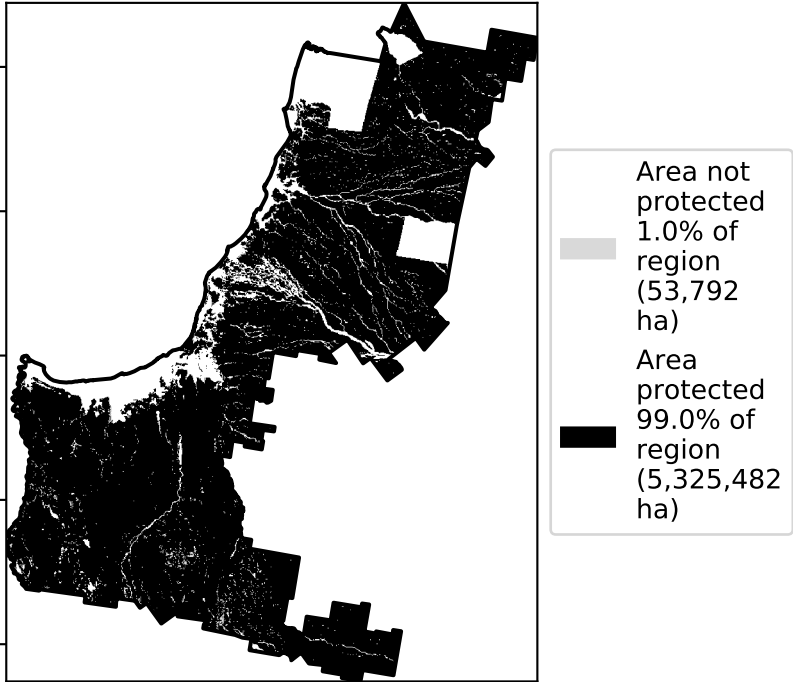 Area not
protected
1.0% of
region
(53,792
ha)
Area
protected
99.0% of
region
(5,325,482
ha)